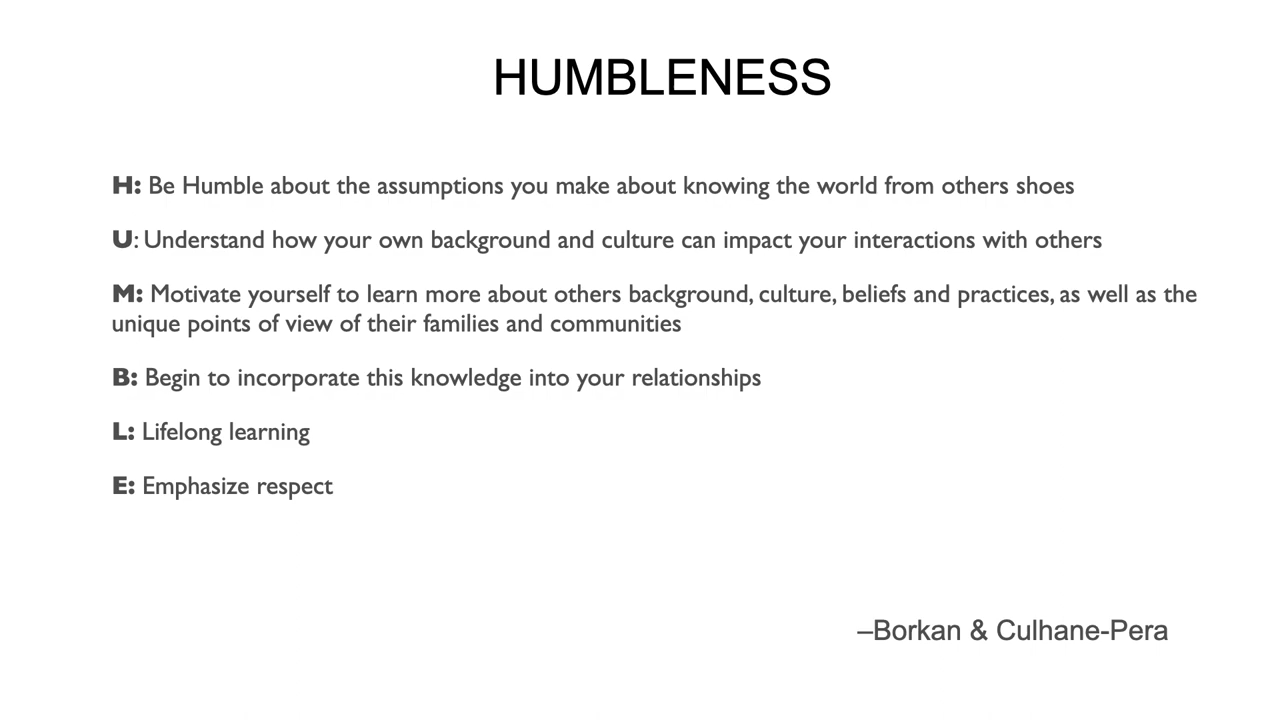 HUMBLENESS
H: Be Humble about the assumptions you make about knowing the world from others shoes
U: Understand how your own background and culture can impact your interactions with others
M: Motivate yourself to learn more about others background, culture, beliefs and practices, as well as the
unique points of view of their families and communities
B: Begin to incorporate this knowledge into your relationships
L: Lifelong learning
E: Emphasize respect
–Borkan & Culhane-Pera